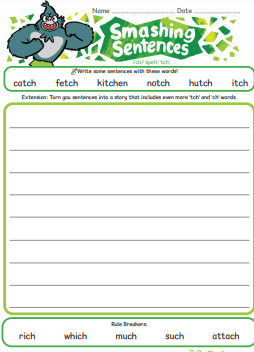 Name ........................ Date ........................
Smashing
Sentences
/ch/ spelt 'tch'
Write some sentences with these words!
catch fetch kitchen notch hutch itch
Extension: Turn you sentences into a story that includes even more 'tch' and 'ch' words.
Rule Breakers:
rich which much such attach